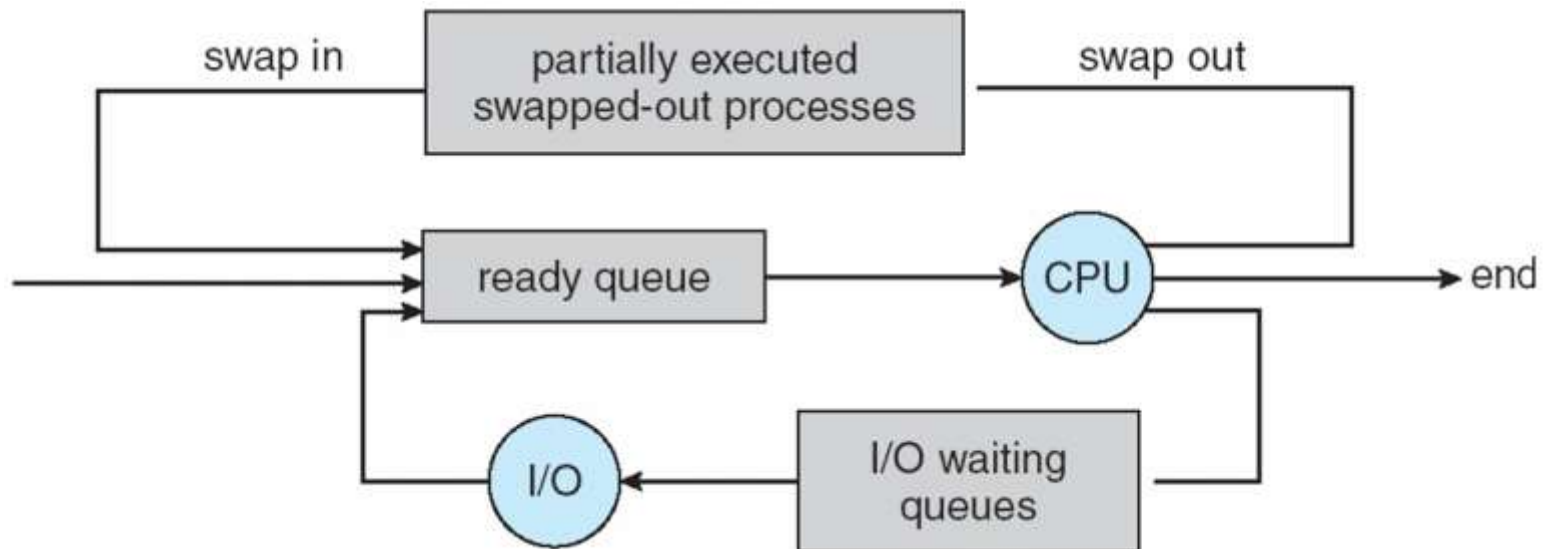 swap in
partially executed
swapped-out processes
swap out
ready queue
CPU
end
I/O
I/O waiting
queues